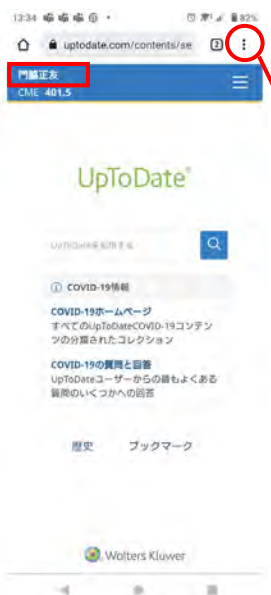 13:34 82%
uptodate.com/contents/se 2
門脇正友
CME 401.5
UpToDate®
COVID-19情報
COVID-19ホームページ
すべてのUpToDateCOVID-19コンテン
ツの分類されたコレクション
COVID-19の質問と回答
UpToDateユーザーからの最もよくある
質問のいくつかへの回答
歴史 ブックマーク
Wolters Kluwer